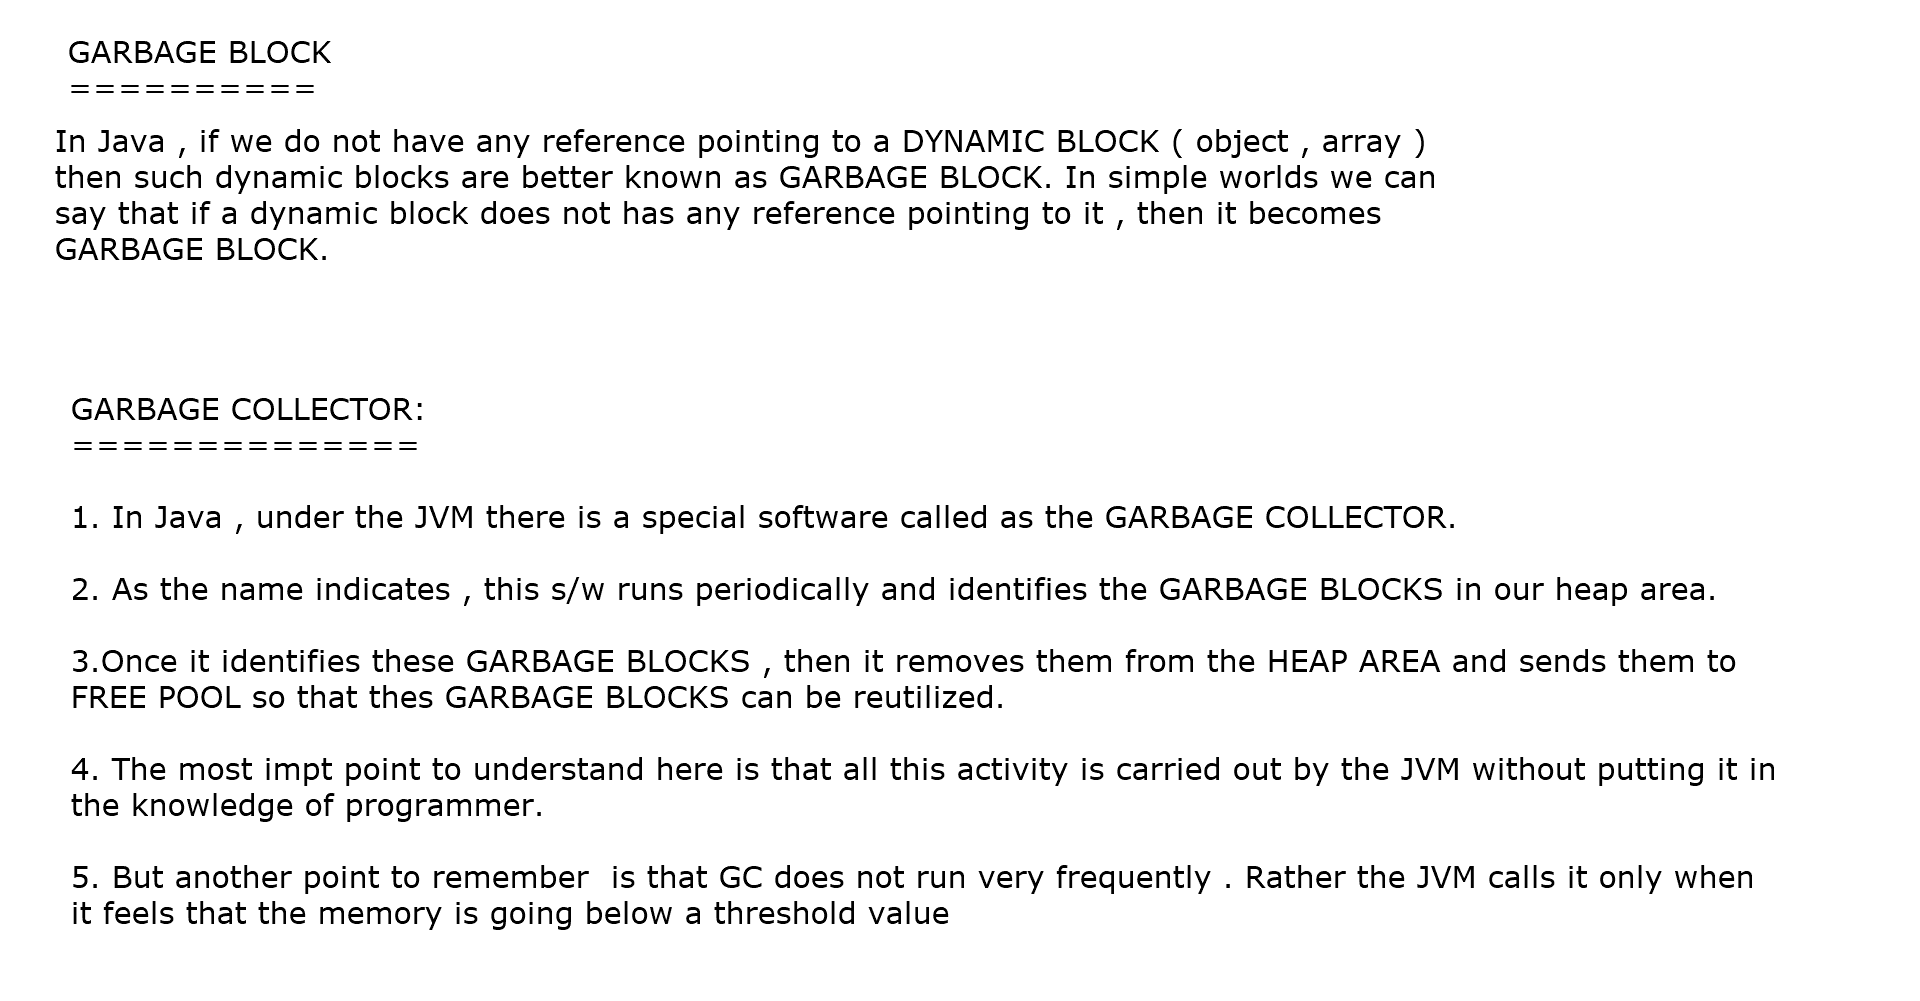 GARBAGE BLOCK
==========
In Java , if we do not have any reference pointing to a DYNAMIC BLOCK ( object , array )
then such dynamic blocks are better known as GARBAGE BLOCK. In simple worlds we can
say that if a dynamic block does not has any reference pointing to it , then it becomes
GARBAGE BLOCK.
GARBAGE COLLECTOR:
==============
1. In Java , under the JVM there is a special software called as the GARBAGE COLLECTOR.
2. As the name indicates , this s/w runs periodically and identifies the GARBAGE BLOCKS in our heap area.
3.Once it identifies these GARBAGE BLOCKS , then it removes them from the HEAP AREA and sends them to
FREE POOL so that thes GARBAGE BLOCKS can be reutilized.
4. The most impt point to understand here is that all this activity is carried out by the JVM without putting it in
the knowledge of programmer.
5. But another point to remember  is that GC does not run very frequently . Rather the JVM calls it only when
it feels that the memory is going below a threshold value